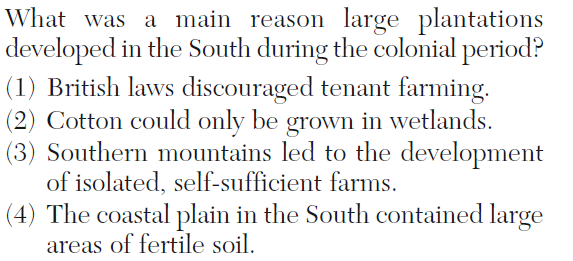 What was a main reason large plantations
developed in the South during the colonial period?
(1) British laws discouraged tenant farming.
(2) Cotton could only be grown in wetlands.
(3) Southern mountains led to the development
of isolated, self-sufficient farms.
(4) The coastal plain in the South contained large
areas of fertile soil.